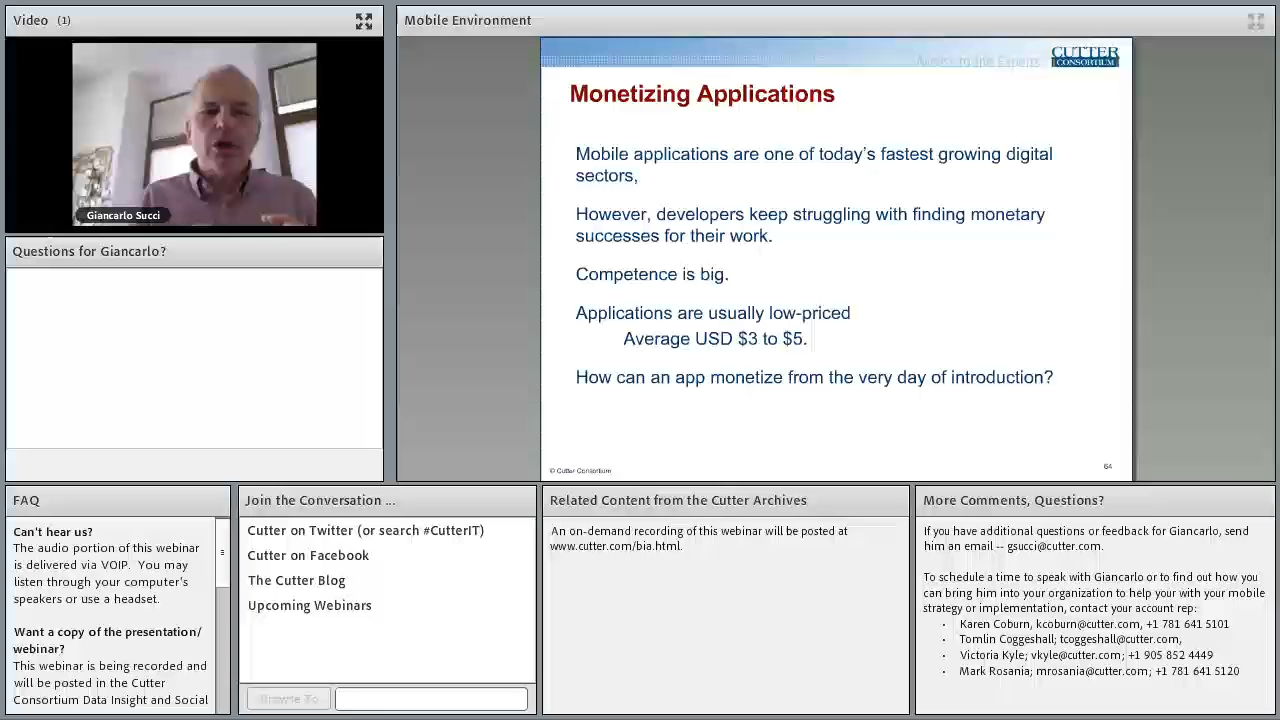 Video (1)
Giancarlo Succi
Questions for Giancarlo?
Mobile Environment
Access to the Experts
CUTTER
CONSORTIUM
Monetizing Applications
Mobile applications are one of today's fastest growing digital
sectors,
However, developers keep struggling with finding monetary
successes for their work.
Competence is big.
Applications are usually low-priced
Average USD $3 to $5.
How can an app monetize from the very day of introduction?
© Cutter Consortium
64
FAQ
Can't hear us?
The audio portion of this webinar
is delivered via VOIP. You may
listen through your computer's
speakers or use a headset.
Want a copy of the presentation/
webinar?
This webinar is being recorded and
will be posted in the Cutter
Consortium Data Insight and Social
Join the Conversation ...
Cutter on Twitter (or search #CutterIT)
Cutter on Facebook
The Cutter Blog
Upcoming Webinars
Browse To
Related Content from the Cutter Archives
An on-demand recording of this webinar will be posted at
www.cutter.com/bia.html.
More Comments, Questions?
If you have additional questions or feedback for Giancarlo, send
him an email -- gsucci@cutter.com.
To schedule a time to speak with Giancarlo or to find out how you
can bring him into your organization to help your with your mobile
strategy or implementation, contact your account rep:
• Karen Coburn, kcoburn@cutter.com, +1 781 641 5101
• Tomlin Coggeshall; tcoggeshall@cutter.com,
• Victoria Kyle; vkyle@cutter.com; +1 905 852 4449
• Mark Rosania; mrosania@cutter.com; +1 781 641 5120